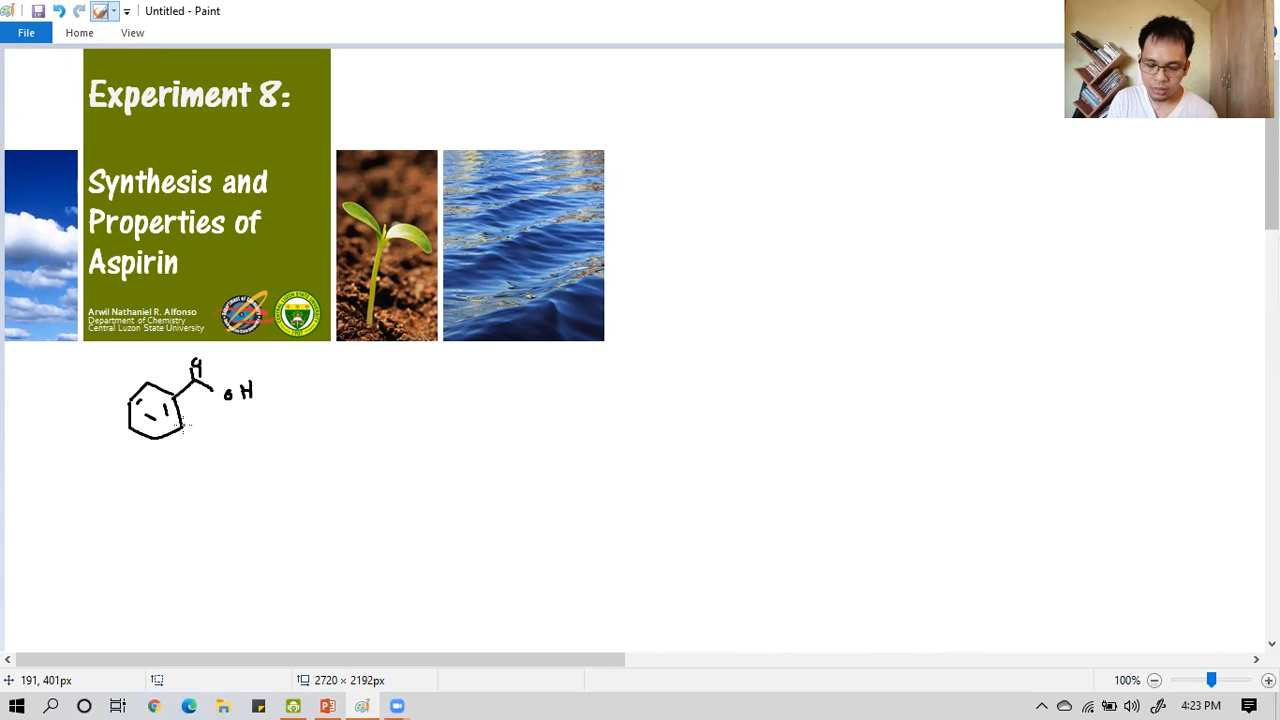 Untitled - Paint
File Home View
Experiment 8:
Synthesis and
Properties of
Aspirin
Arwil Nathaniel R. Alfonso
Department of Chemistry
Central Luzon State University
O
OH
191, 401px
2720 × 2192px
100%
4:23 PM